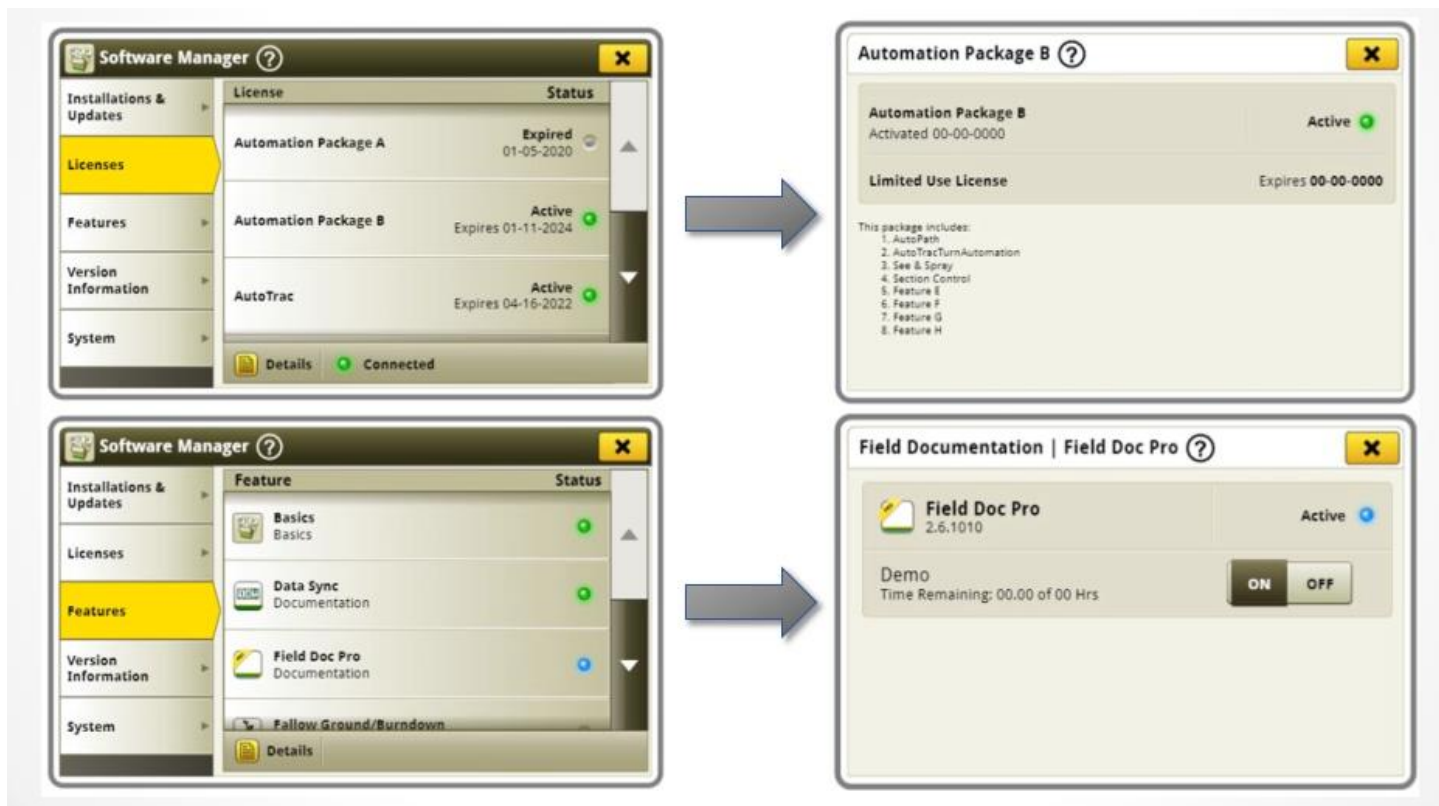 Software Manager ?
Installations &
Updates
Licenses
Features
Version
Information
System
License Status
Automation Package A Expired
01-05-2020
Automation Package B Active
Expires 01-11-2024
AutoTrac Active
Expires 04-16-2022
Details Connected
Automation Package B ?
Automation Package B Active
Activated 00-00-0000
Limited Use License Expires 00-00-0000
This package includes:
1. AutoPath
2. AutoTracTurnAutomation
3. See & Spray
4. Section Control
5. Feature E
6. Feature F
7. Feature G
8. Feature H
Software Manager ?
Installations &
Updates
Licenses
Features
Version
Information
System
Feature Status
Basics
Basics
Data Sync
Documentation
Field Doc Pro
Documentation
Fallow Ground/Burndown
Details
Field Documentation | Field Doc Pro ?
Field Doc Pro Active
2.6.1010
Demo ON OFF
Time Remaining: 00.00 of 00 Hrs